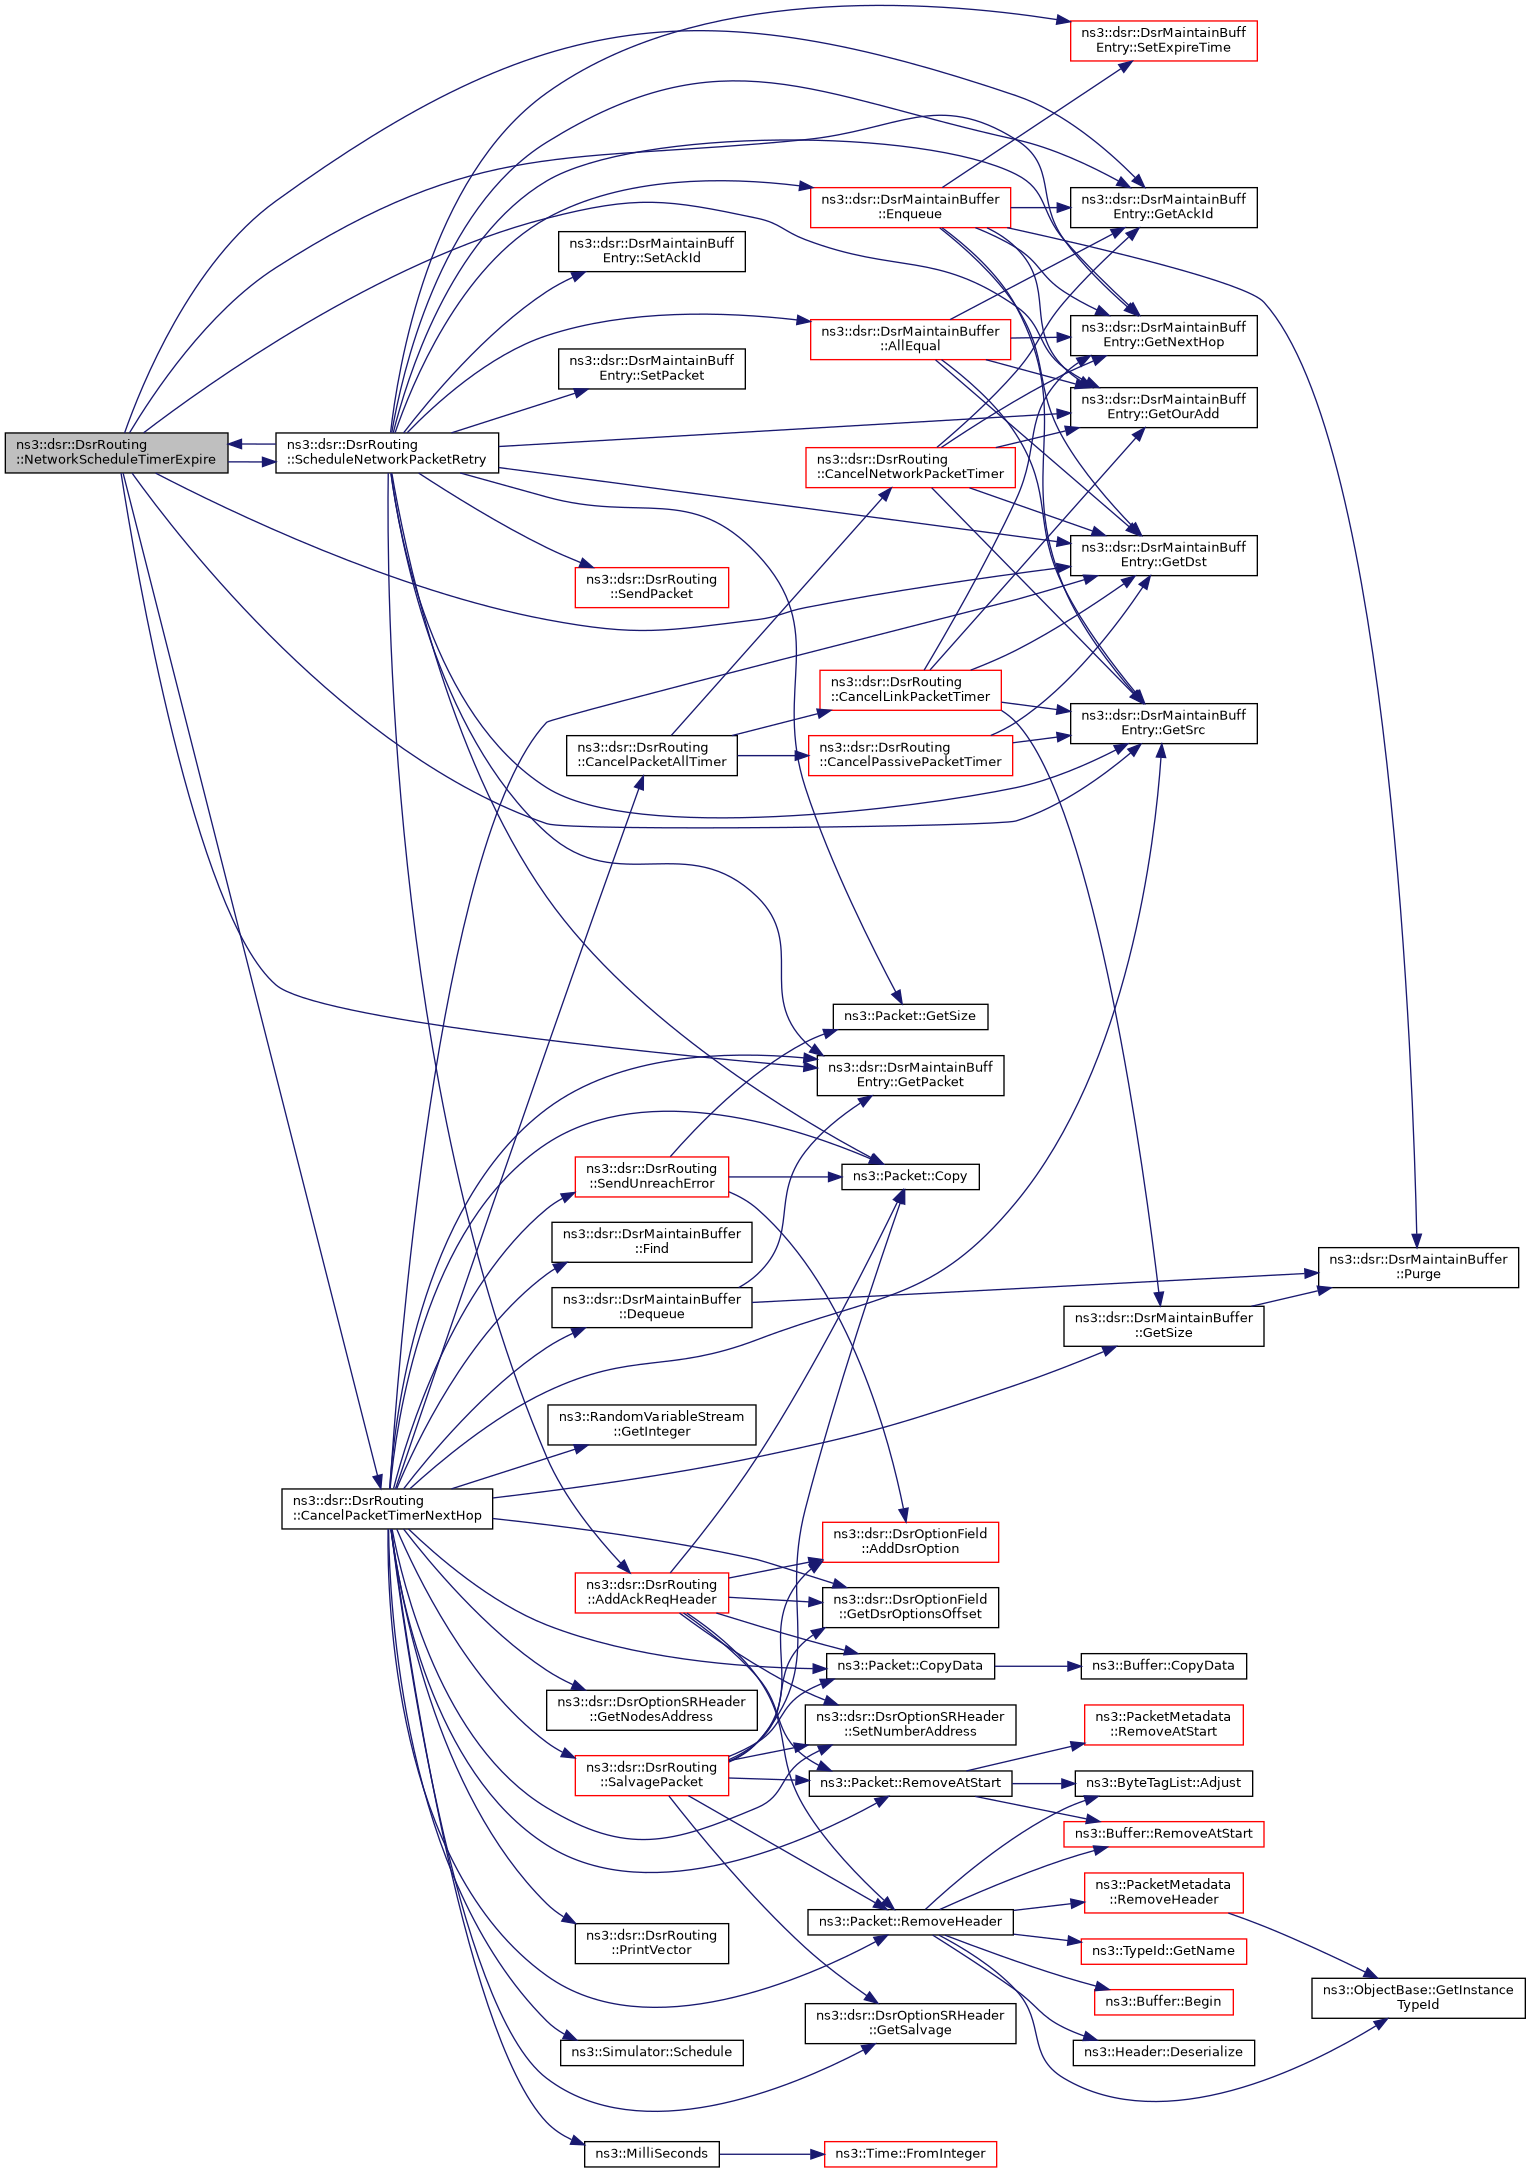 ns3::dsr::DsrMaintainBuff
Entry::SetExpireTime
ns3::dsr::DsrMaintainBuffer
::Enqueue
ns3::dsr::DsrMaintainBuff
Entry::GetAckId
ns3::dsr::DsrMaintainBuff
Entry::SetAckId
ns3::dsr::DsrMaintainBuffer
::AllEqual
ns3::dsr::DsrMaintainBuff
Entry::GetNextHop
ns3::dsr::DsrMaintainBuff
Entry::SetPacket
ns3::dsr::DsrMaintainBuff
Entry::GetOurAdd
ns3::dsr::DsrRouting
::NetworkScheduleTimerExpire
ns3::dsr::DsrRouting
::ScheduleNetworkPacketRetry
ns3::dsr::DsrRouting
::CancelNetworkPacketTimer
ns3::dsr::DsrMaintainBuff
Entry::GetDst
ns3::dsr::DsrRouting
::SendPacket
ns3::dsr::DsrRouting
::CancelLinkPacketTimer
ns3::dsr::DsrMaintainBuff
Entry::GetSrc
ns3::dsr::DsrRouting
::CancelPacketAllTimer
ns3::dsr::DsrRouting
::CancelPassivePacketTimer
ns3::Packet::GetSize
ns3::dsr::DsrMaintainBuff
Entry::GetPacket
ns3::dsr::DsrRouting
::SendUnreachError
ns3::Packet::Copy
ns3::dsr::DsrMaintainBuffer
::Find
ns3::dsr::DsrMaintainBuffer
::Purge
ns3::dsr::DsrMaintainBuffer
::Dequeue
ns3::dsr::DsrMaintainBuffer
::GetSize
ns3::RandomVariableStream
::GetInteger
ns3::dsr::DsrRouting
::CancelPacketTimerNextHop
ns3::dsr::DsrOptionField
::AddDsrOption
ns3::dsr::DsrRouting
::AddAckReqHeader
ns3::dsr::DsrOptionField
::GetDsrOptionsOffset
ns3::Packet::CopyData
ns3::Buffer::CopyData
ns3::dsr::DsrOptionSRHeader
::GetNodesAddress
ns3::dsr::DsrOptionSRHeader
::SetNumberAddress
ns3::PacketMetadata
::RemoveAtStart
ns3::dsr::DsrRouting
::SalvagePacket
ns3::Packet::RemoveAtStart
ns3::ByteTagList::Adjust
ns3::Buffer::RemoveAtStart
ns3::PacketMetadata
::RemoveHeader
ns3::Packet::RemoveHeader
ns3::dsr::DsrRouting
::PrintVector
ns3::TypeId::GetName
ns3::ObjectBase::GetInstance
TypeId
ns3::Buffer::Begin
ns3::dsr::DsrOptionSRHeader
::GetSalvage
ns3::Simulator::Schedule
ns3::Header::Deserialize
ns3::MilliSeconds
ns3::Time::FromInteger